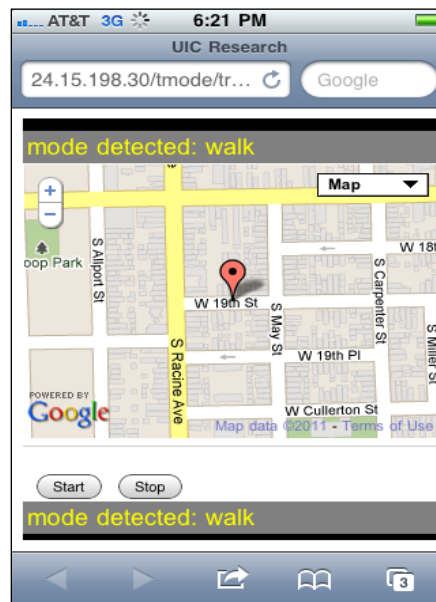 AT&T 3G 6:21 PM
UIC Research
24.15.198.30/tmode/tr... Google
mode detected: walk
+
Map
−
oop Park
S Allport St
S Racine Ave
W 19th St
S May St
S Carpenter St
W 18t
W 19th Pl
S Miller St
W Cullerton St
POWERED BY
Google
Map data ©2011 - Terms of Use
Start Stop
mode detected: walk
3